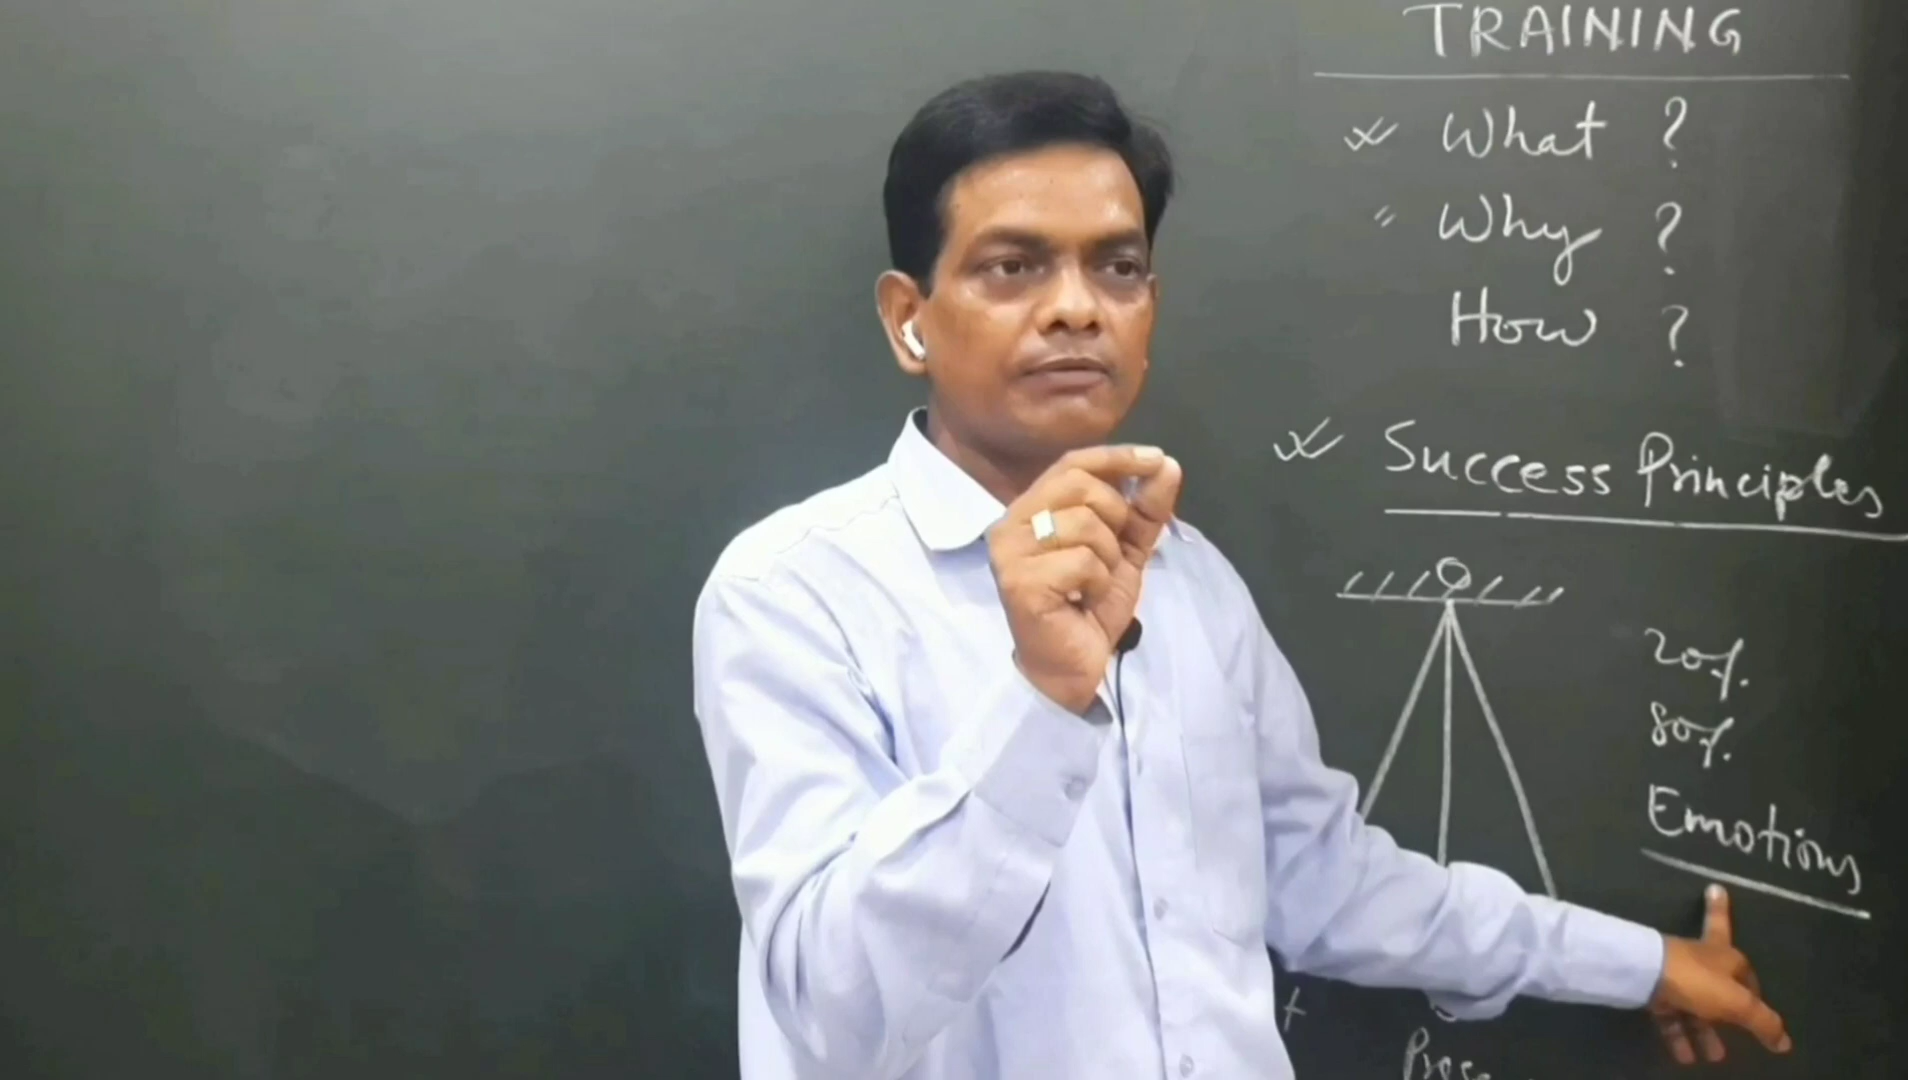 TRAINING
What ?
" Why ?
How ?
Success Principles
20%.
80%.
Emotions
+